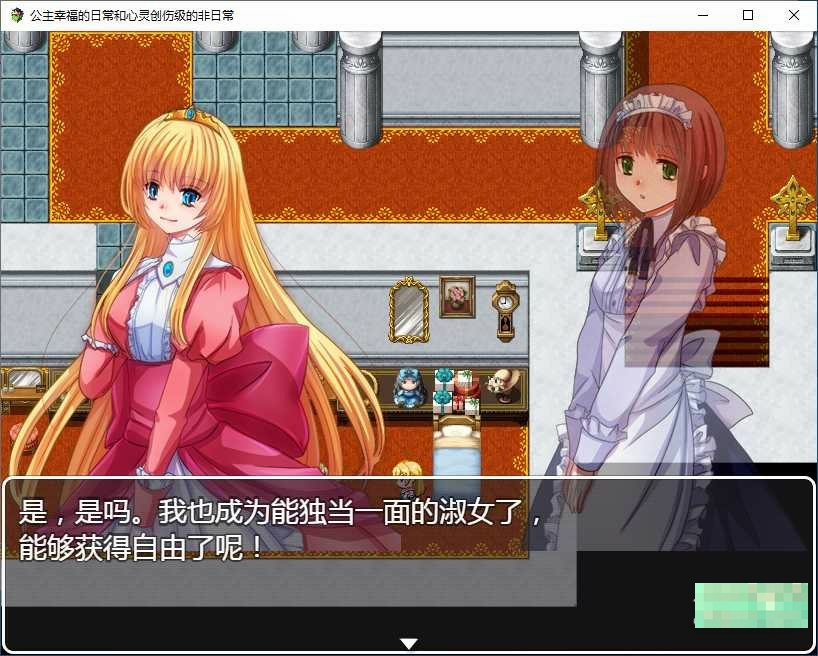 公主幸福的日常和心灵创伤级的非日常
是，是吗。我也成为能独当一面的淑女了，
能够获得自由了呢！